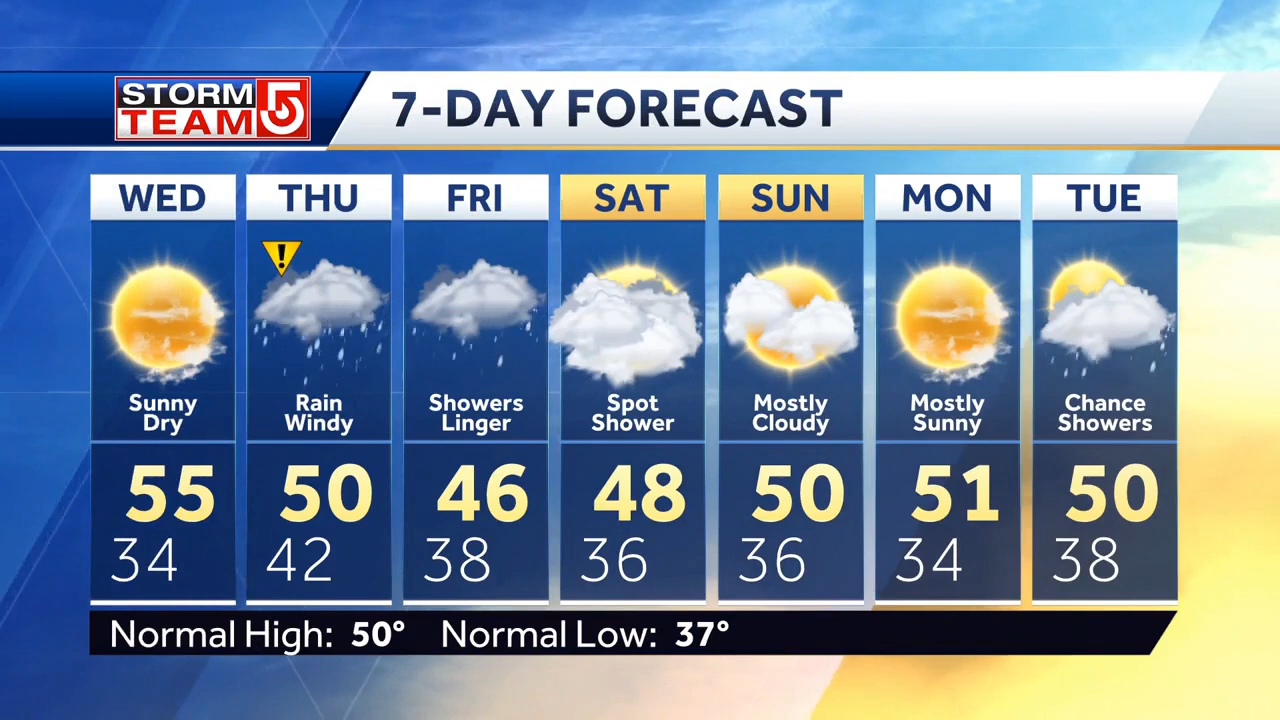 STORM
TEAM 5
7-DAY FORECAST
WED
THU
FRI
SAT
SUN
MON
TUE
!
Sunny
Dry
Rain
Windy
Showers
Linger
Spot
Shower
Mostly
Cloudy
Mostly
Sunny
Chance
Showers
55
50
46
48
50
51
50
34
42
38
36
36
34
38
Normal High: 50° Normal Low: 37°